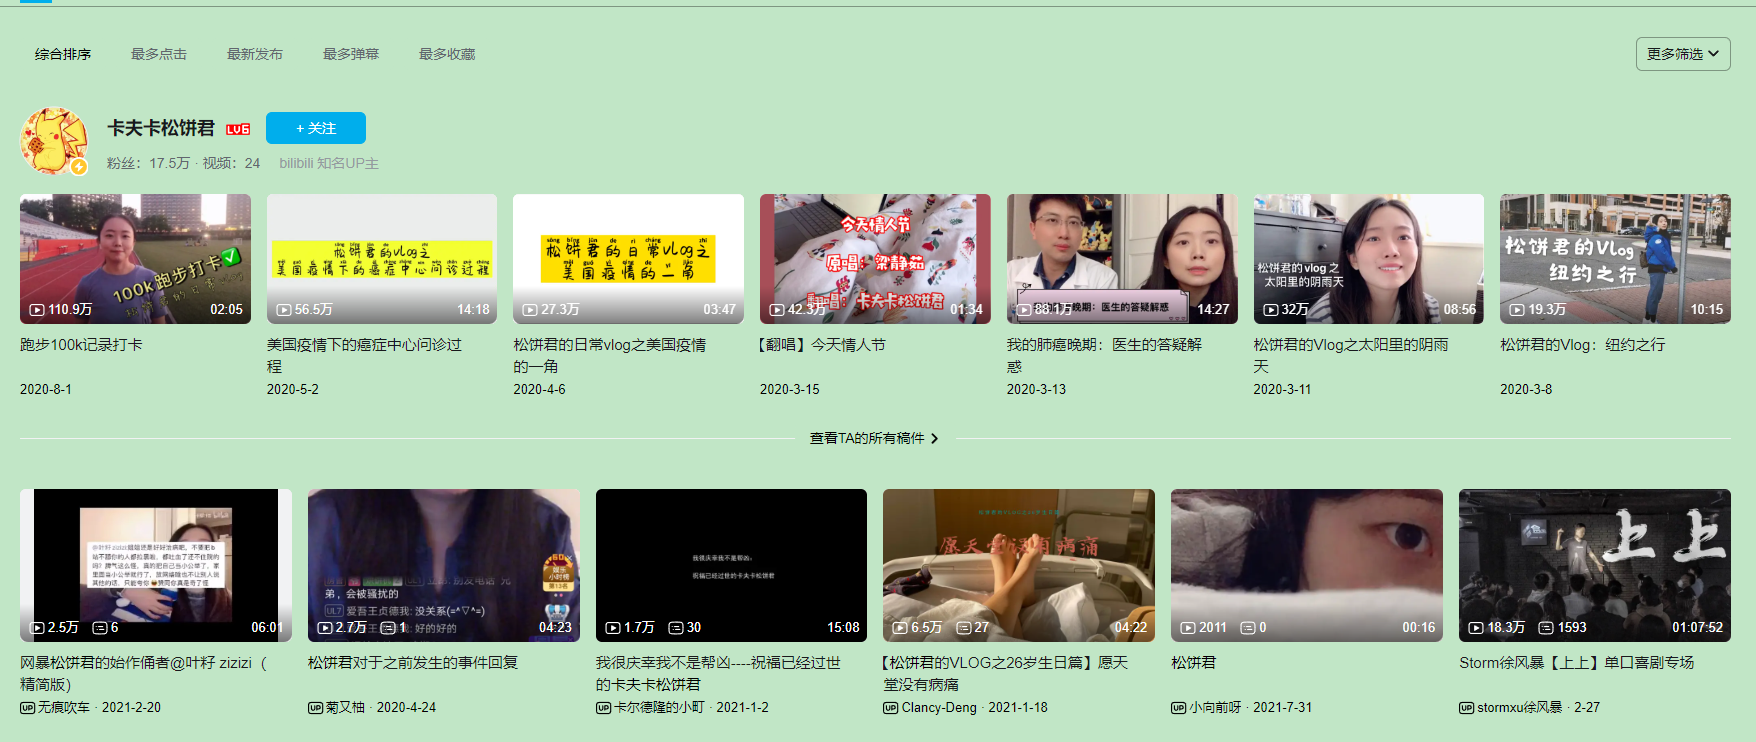 综合排序
最多点击
最新发布
最多弹幕
最多收藏
更多筛选
卡夫卡松饼君 LV6
+ 关注
粉丝：17.5万 · 视频：24
bilibili 知名UP主
100k跑步打卡
110.9万
02:05
跑步100k记录打卡
2020-8-1
松饼君的vlog之
美国疫情下的癌症中心问诊过程
56.5万
14:18
美国疫情下的癌症中心问诊过
程
2020-5-2
松饼君的日常vlog之
美国疫情的一角
27.3万
03:47
松饼君的日常vlog之美国疫情
的一角
2020-4-6
今天情人节
原唱：梁静茹
翻唱：卡夫卡松饼君
42.3万
01:34
【翻唱】今天情人节
2020-3-15
我的肺癌晚期：医生的答疑解惑
88.1万
14:27
我的肺癌晚期：医生的答疑解
惑
2020-3-13
松饼君的vlog之
太阳里的阴雨天
32万
08:56
松饼君的Vlog之太阳里的阴雨
天
2020-3-11
松饼君的Vlog
纽约之行
19.3万
10:15
松饼君的Vlog：纽约之行
2020-3-8
查看TA的所有稿件
2.5万
6
06:01
网暴松饼君的始作俑者@叶籽 zizizi（
精简版）
无痕吹车 · 2021-2-20
弟，会被骚扰的
UL7 爱吾王贞德我: 没关系(=^▽^=)
好的好的
2.7万
1
04:23
松饼君对于之前发生的事件回复
菊又柚 · 2020-4-24
我很庆幸我不是帮凶:
祝福已经过世的卡夫卡松饼君
1.7万
30
15:08
我很庆幸我不是帮凶----祝福已经过世
的卡夫卡松饼君
卡尔德隆的小町 · 2021-1-2
松饼君的VLOG之26岁生日篇
愿天堂没有病痛
6.5万
27
04:22
【松饼君的VLOG之26岁生日篇】愿天
堂没有病痛
Clancy-Deng · 2021-1-18
2011
0
00:16
松饼君
小向前呀 · 2021-7-31
上上
18.3万
1593
01:07:52
Storm徐风暴【上上】单口喜剧专场
stormxu徐风暴 · 2-27